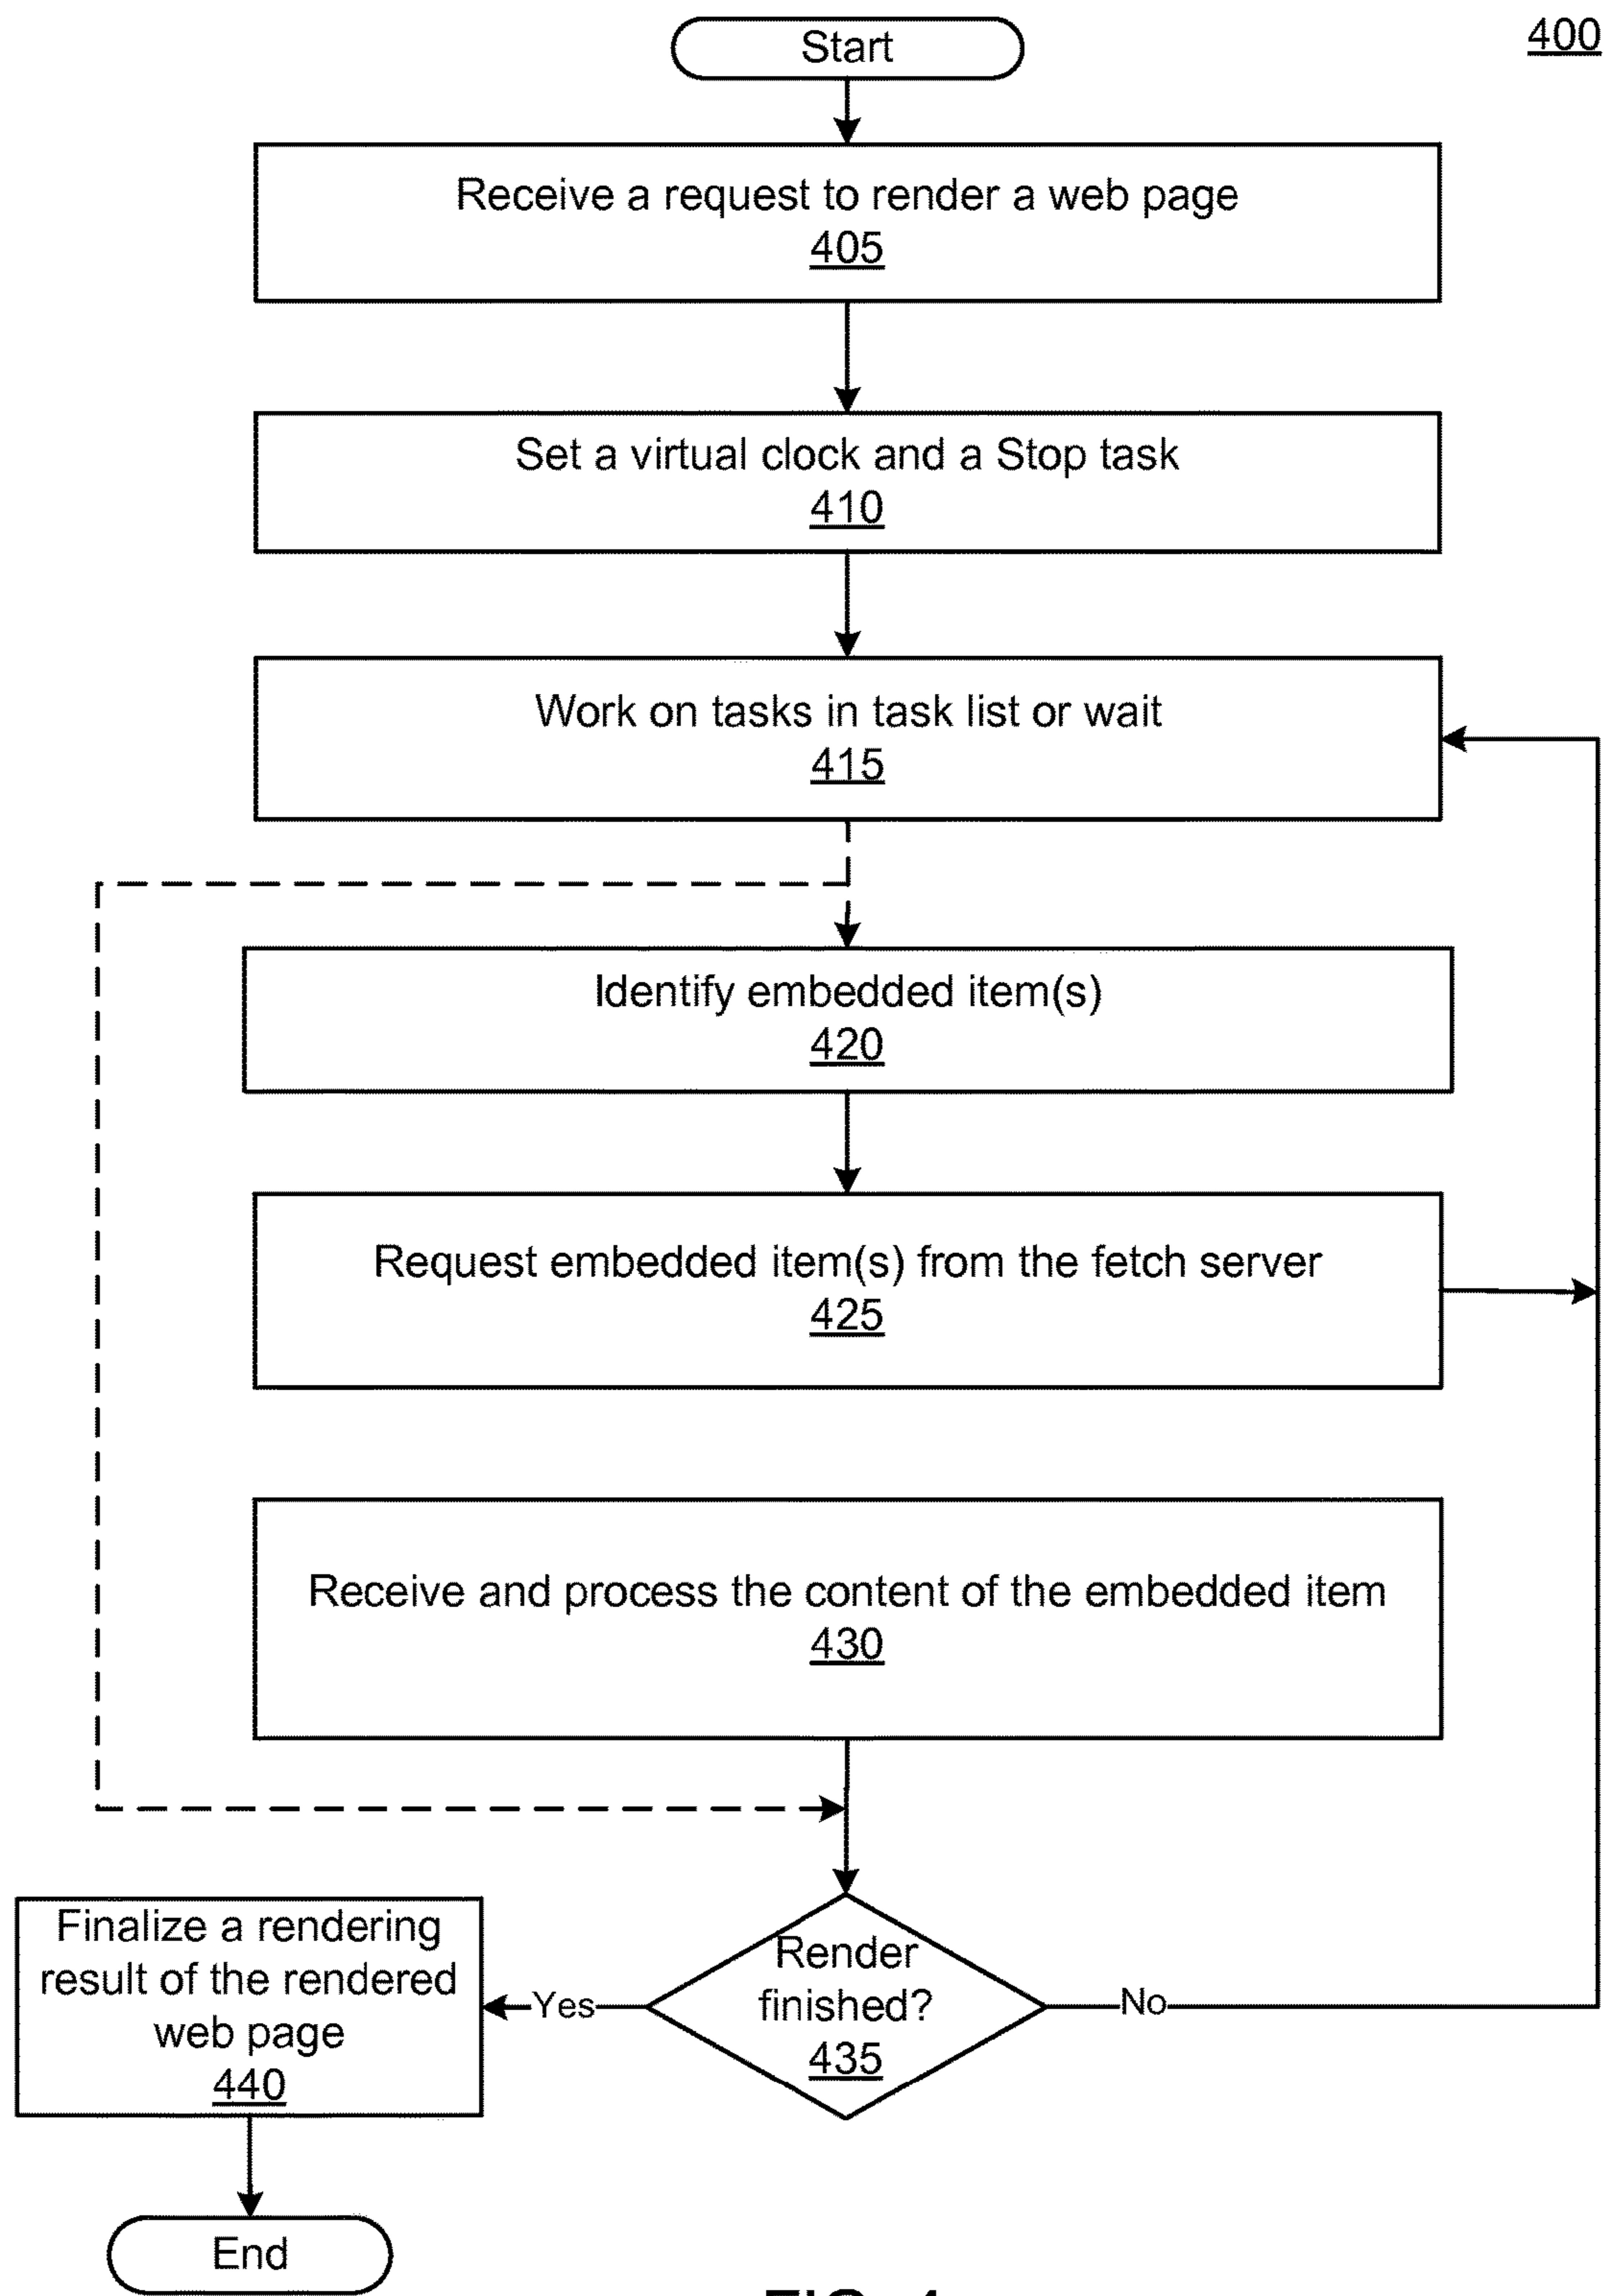 400
Start
Receive a request to render a web page
405
Set a virtual clock and a Stop task
410
Work on tasks in task list or wait
415
Identify embedded item(s)
420
Request embedded item(s) from the fetch server
425
Receive and process the content of the embedded item
430
Render
finished?
435
Yes
No
Finalize a rendering
result of the rendered
web page
440
End